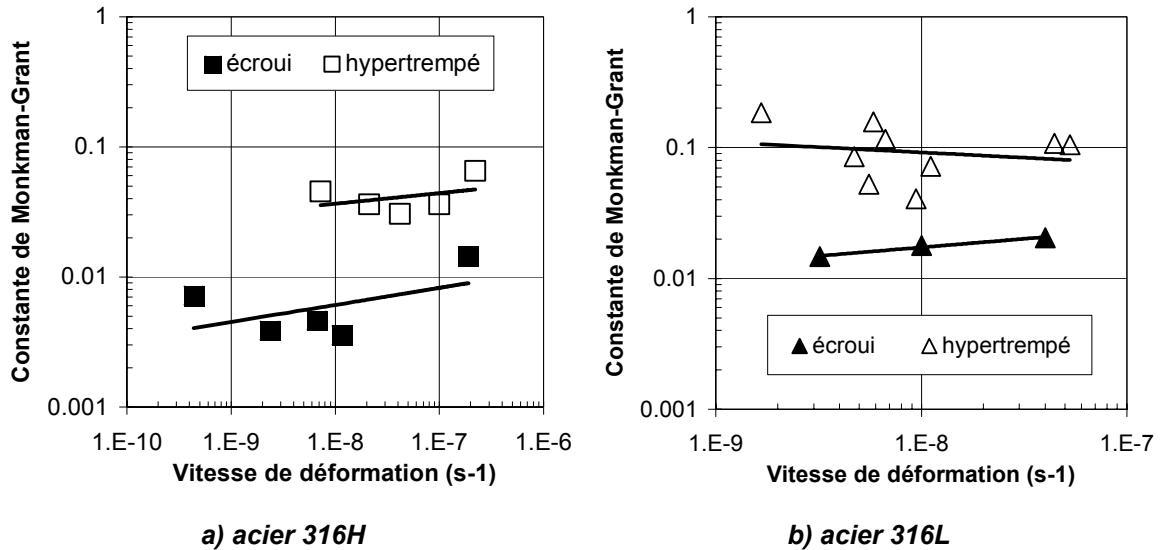 Constante de Monkman-Grant
1
0.1
0.01
0.001
écroui
hypertrempé
1.E-10
1.E-9
1.E-8
1.E-7
1.E-6
Vitesse de déformation (s-1)
a) acier 316H
Constante de Monkman-Grant
1
0.1
0.01
0.001
écroui
hypertrempé
1.E-9
1.E-8
1.E-7
Vitesse de déformation (s-1)
b) acier 316L